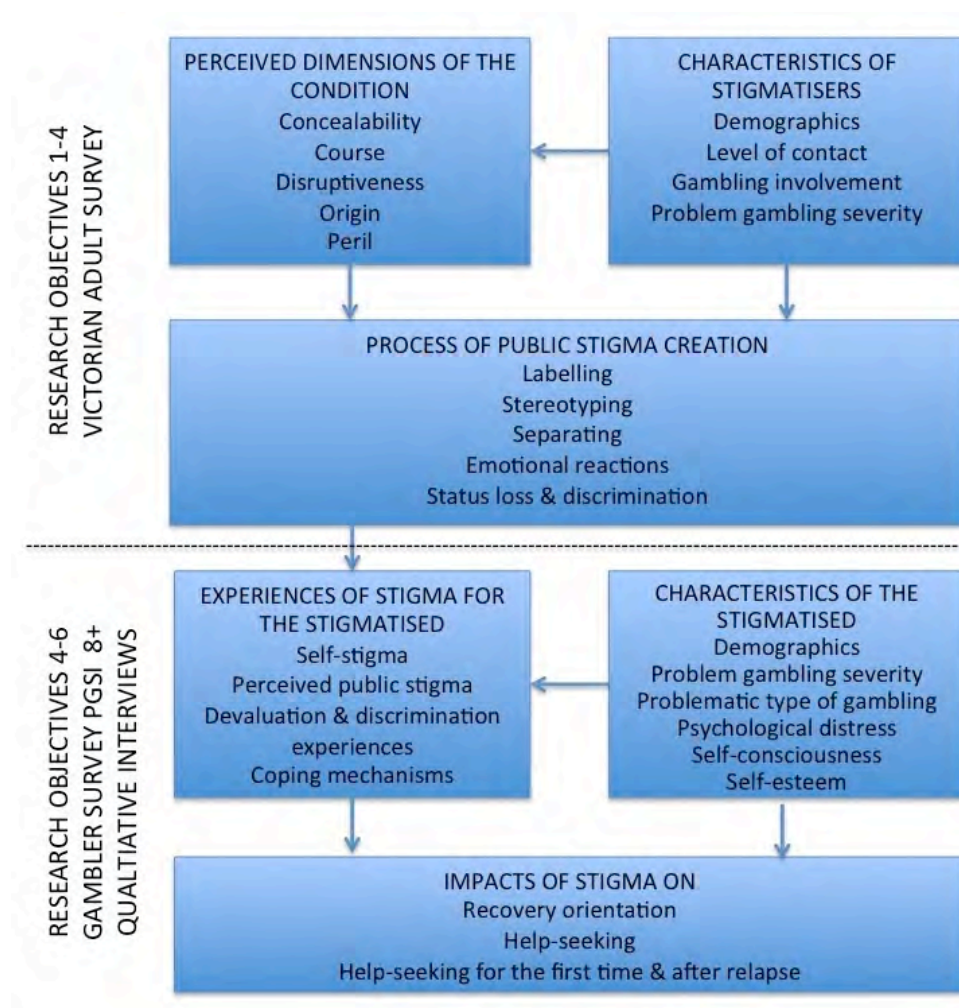 RESEARCH OBJECTIVES 1-4
VICTORIAN ADULT SURVEY
PERCEIVED DIMENSIONS OF THE
CONDITION
Concealability
Course
Disruptiveness
Origin
Peril
CHARACTERISTICS OF
STIGMATISERS
Demographics
Level of contact
Gambling involvement
Problem gambling severity
PROCESS OF PUBLIC STIGMA CREATION
Labelling
Stereotyping
Separating
Emotional reactions
Status loss & discrimination
RESEARCH OBJECTIVES 4-6
GAMBLER SURVEY PGSI 8+
QUALTIATIVE INTERVIEWS
EXPERIENCES OF STIGMA FOR
THE STIGMATISED
Self-stigma
Perceived public stigma
Devaluation & discrimination
experiences
Coping mechanisms
CHARACTERISTICS OF THE
STIGMATISED
Demographics
Problem gambling severity
Problematic type of gambling
Psychological distress
Self-consciousness
Self-esteem
IMPACTS OF STIGMA ON
Recovery orientation
Help-seeking
Help-seeking for the first time & after relapse